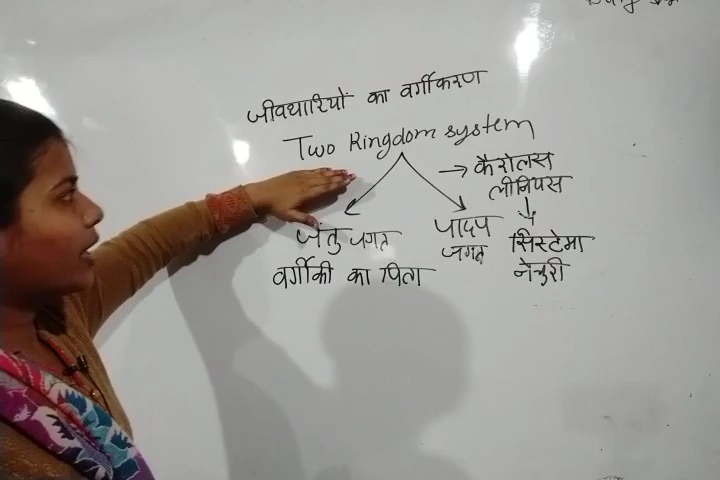 जीवधारियों का वर्गीकरण
Two Kingdom system
→ कैरोलस
लीनियस
जंतु जगत
पादप
जगत
सिस्टेमा
नेचुरी
वर्गीकी का पिता